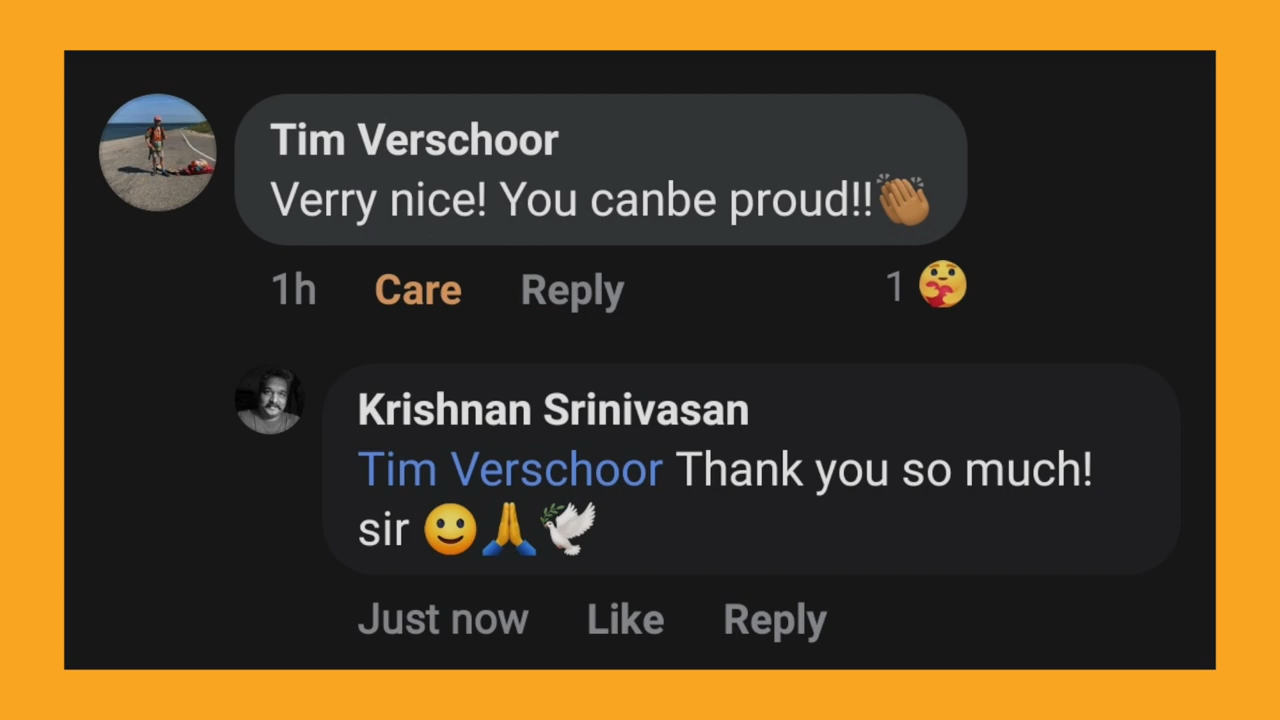 Tim Verschoor
Verry nice! You canbe proud!!👏🏾
1h Care Reply 1
Krishnan Srinivasan
Tim Verschoor Thank you so much!
sir 🙂🙏🕊️
Just now Like Reply